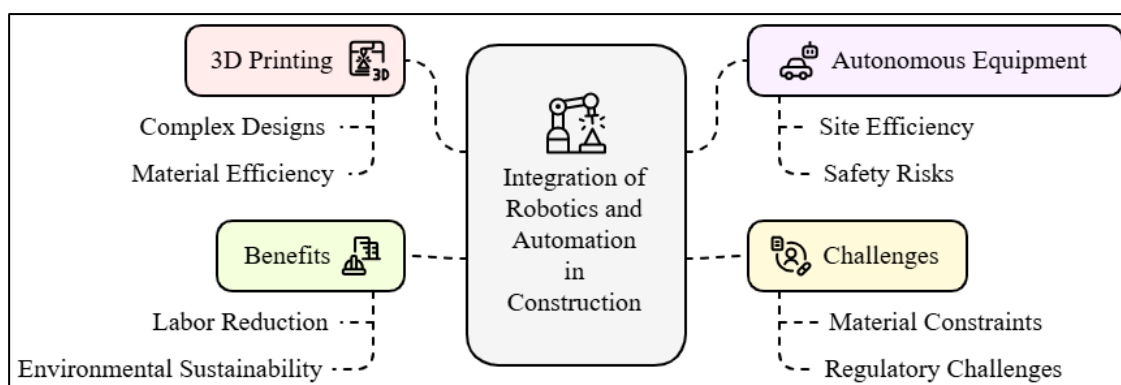 3D Printing
3D
Complex Designs
Material Efficiency
Benefits
Labor Reduction
Environmental Sustainability
Integration of
Robotics and
Automation
in
Construction
Autonomous Equipment
Site Efficiency
Safety Risks
Challenges
Material Constraints
Regulatory Challenges